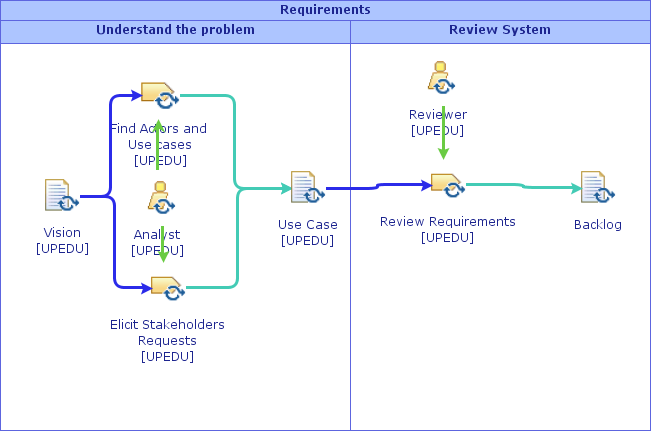 Requirements
Understand the problem
Review System
Find Actors and
Use cases
[UPEDU]
Reviewer
[UPEDU]
Vision
[UPEDU]
Analyst
[UPEDU]
Use Case
[UPEDU]
Review Requirements
[UPEDU]
Backlog
Elicit Stakeholders
Requests
[UPEDU]